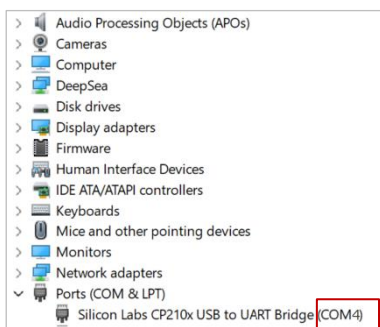 Audio Processing Objects (APOs)
Cameras
Computer
DeepSea
Disk drives
Display adapters
Firmware
Human Interface Devices
IDE ATA/ATAPI controllers
Keyboards
Mice and other pointing devices
Monitors
Network adapters
Ports (COM & LPT)
Silicon Labs CP210x USB to UART Bridge (COM4)